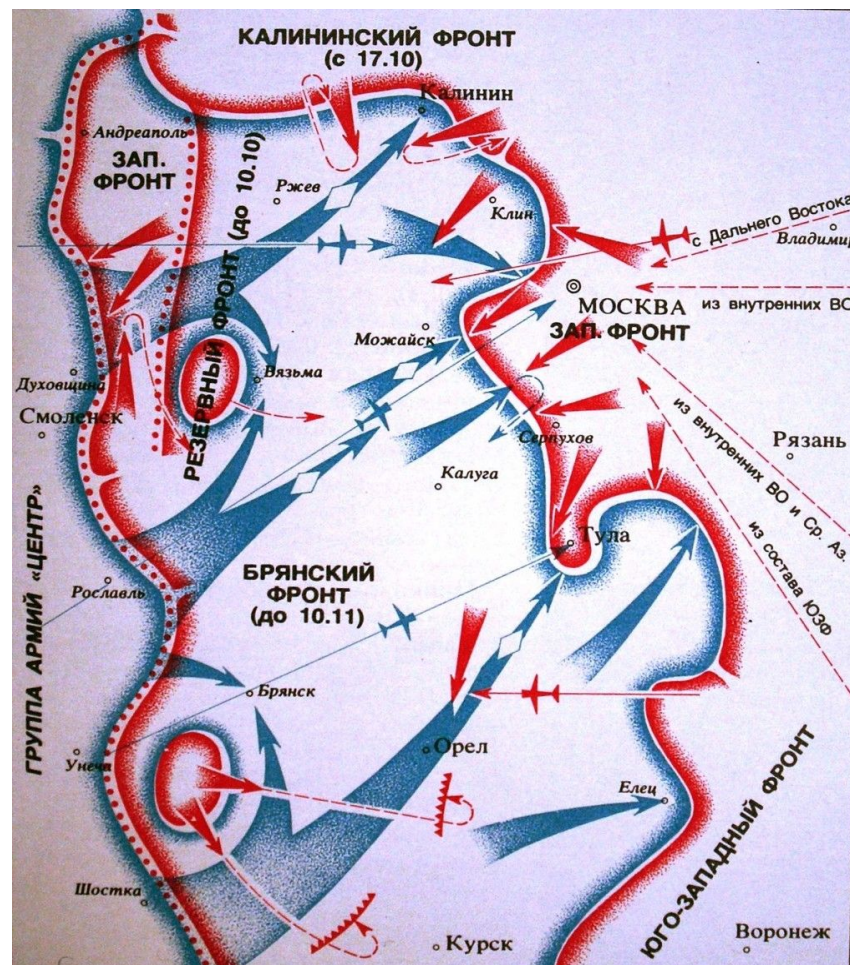 КАЛИНИНСКИЙ ФРОНТ
(с 17.10)
Калинин
Андреаполь
ЗАП.
ФРОНТ
Ржев
РЕЗЕРВНЫЙ ФРОНТ (до 10.10)
Клин
с Дальнего Востока
Владимир
МОСКВА
из внутренних ВО
ЗАП. ФРОНТ
Можайск
Духовщина
Вязьма
Смоленск
Серпухов
из внутренних ВО и Ср. Аз.
Рязань
Калуга
из состава ЮЗФ
ГРУППА АРМИЙ «ЦЕНТР»
Тула
БРЯНСКИЙ
ФРОНТ
(до 10.11)
Рославль
Брянск
Унеча
Орел
Елец
ЮГО-ЗАПАДНЫЙ ФРОНТ
Шостка
Курск
Воронеж